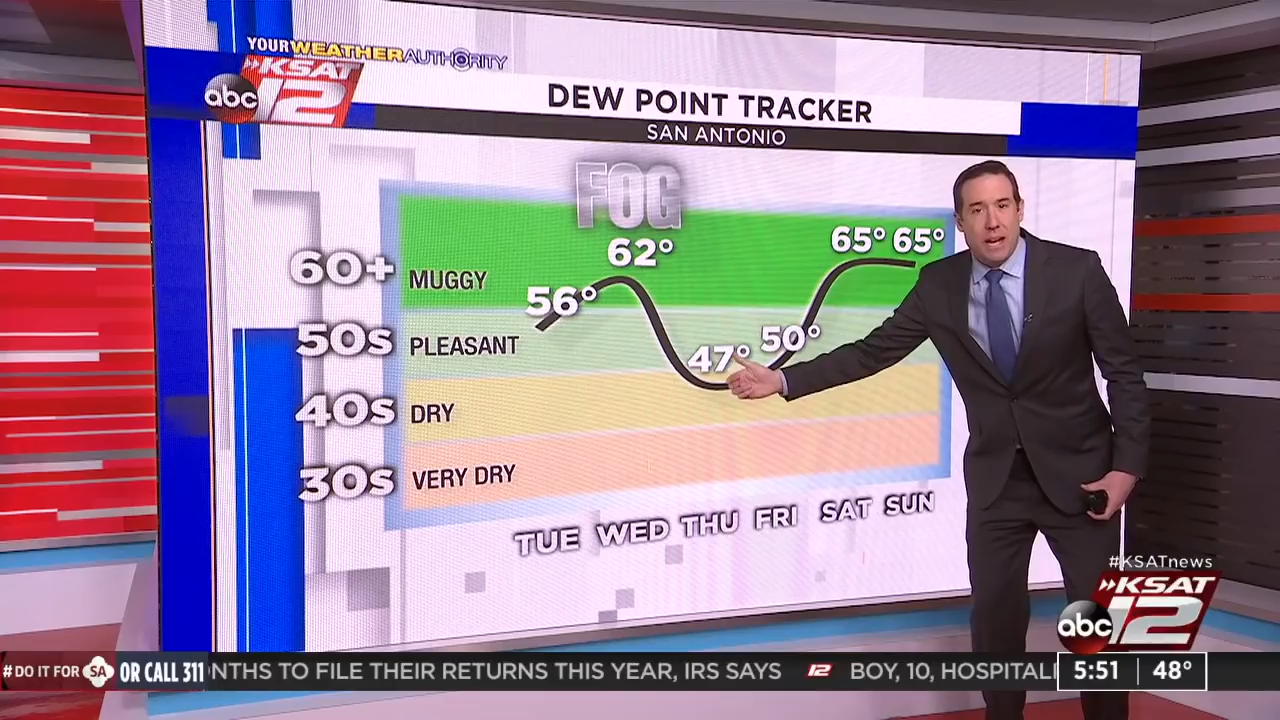 YOUR WEATHER AUTHORITY
abc »KSAT 12
DEW POINT TRACKER
SAN ANTONIO
FOG
62°
65° 65°
60+ MUGGY
56°
50s PLEASANT
47° 50°
40s DRY
30s VERY DRY
TUE WED THU FRI SAT SUN
#KSATnews
»KSAT
abc 12
#DO IT FOR SA OR CALL 311
NTHS TO FILE THEIR RETURNS THIS YEAR, IRS SAYS 12 BOY, 10, HOSPITALI
5:51 48°